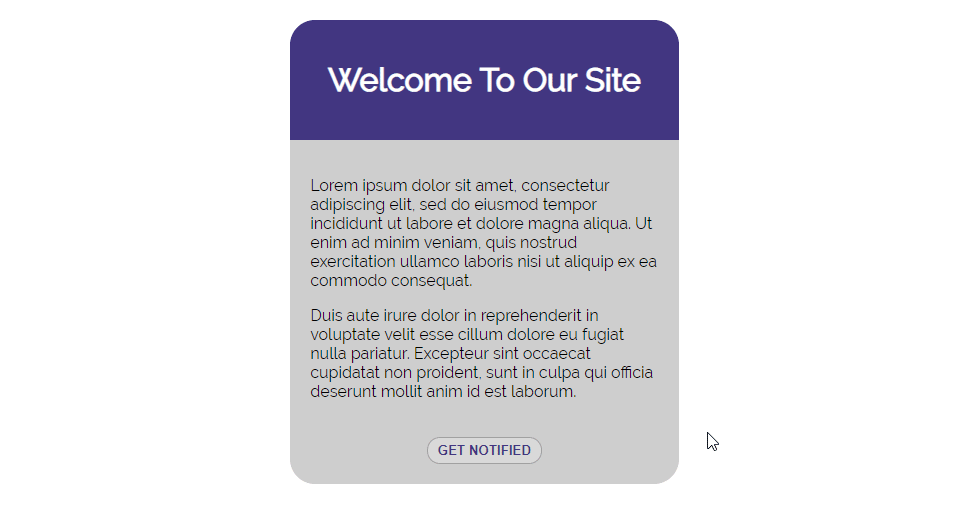 Welcome To Our Site
Lorem ipsum dolor sit amet, consectetur
adipiscing elit, sed do eiusmod tempor
incididunt ut labore et dolore magna aliqua. Ut
enim ad minim veniam, quis nostrud
exercitation ullamco laboris nisi ut aliquip ex ea
commodo consequat.
Duis aute irure dolor in reprehenderit in
voluptate velit esse cillum dolore eu fugiat
nulla pariatur. Excepteur sint occaecat
cupidatat non proident, sunt in culpa qui officia
deserunt mollit anim id est laborum.
GET NOTIFIED